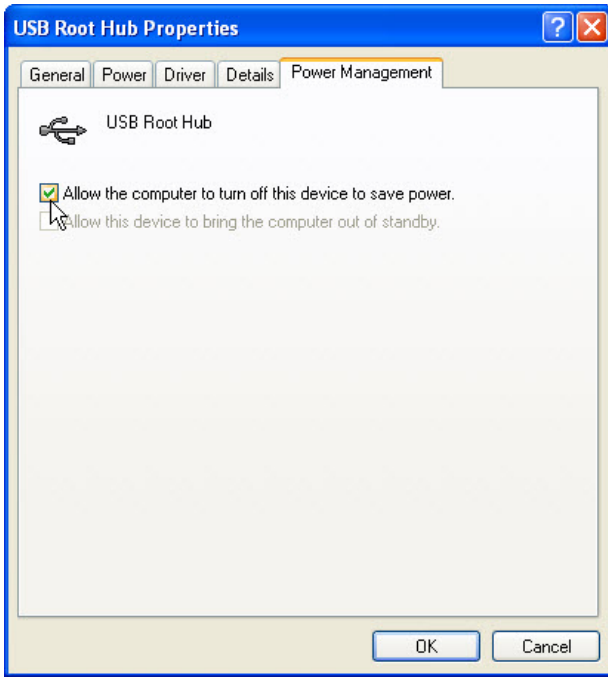 USB Root Hub Properties
General Power Driver Details Power Management
USB Root Hub
Allow the computer to turn off this device to save power.
Allow this device to bring the computer out of standby.
OK Cancel